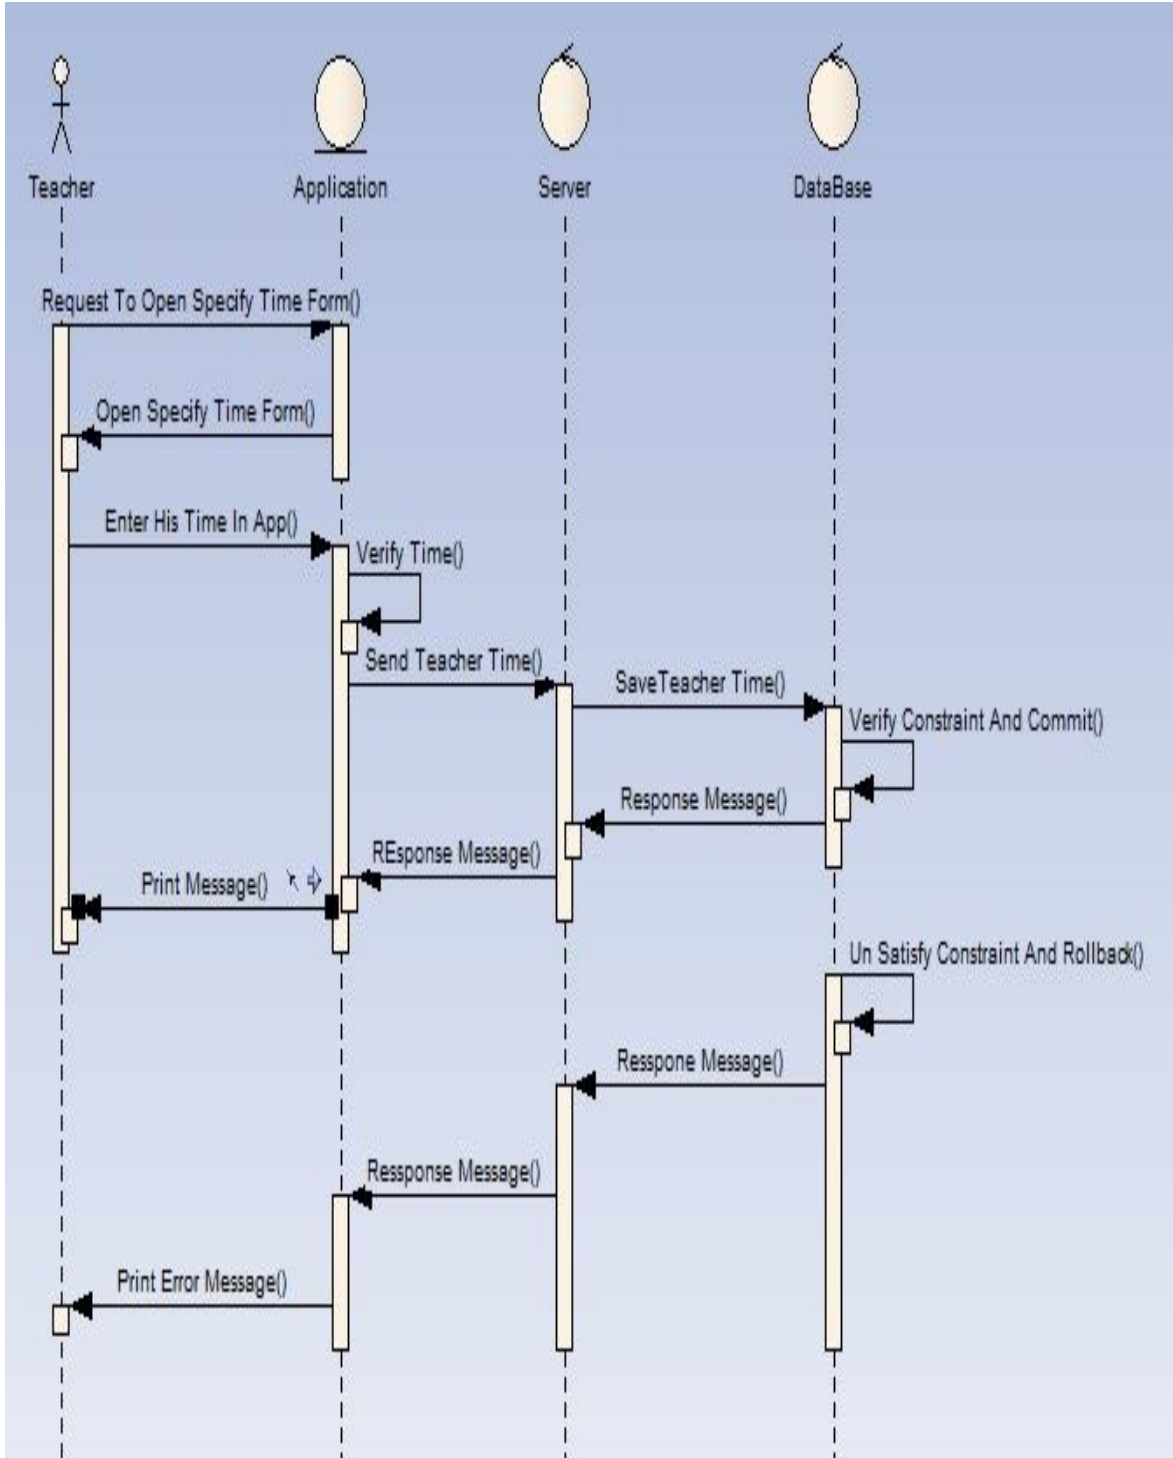 Teacher
Application
Server
DataBase
Request To Open Specify Time Form()
Open Specify Time Form()
Enter His Time In App()
Verify Time()
Send Teacher Time()
SaveTeacher Time()
Verify Constraint And Commit()
Response Message()
REsponse Message()
Print Message()
Un Satisfy Constraint And Rollback()
Resspone Message()
Ressponse Message()
Print Error Message()